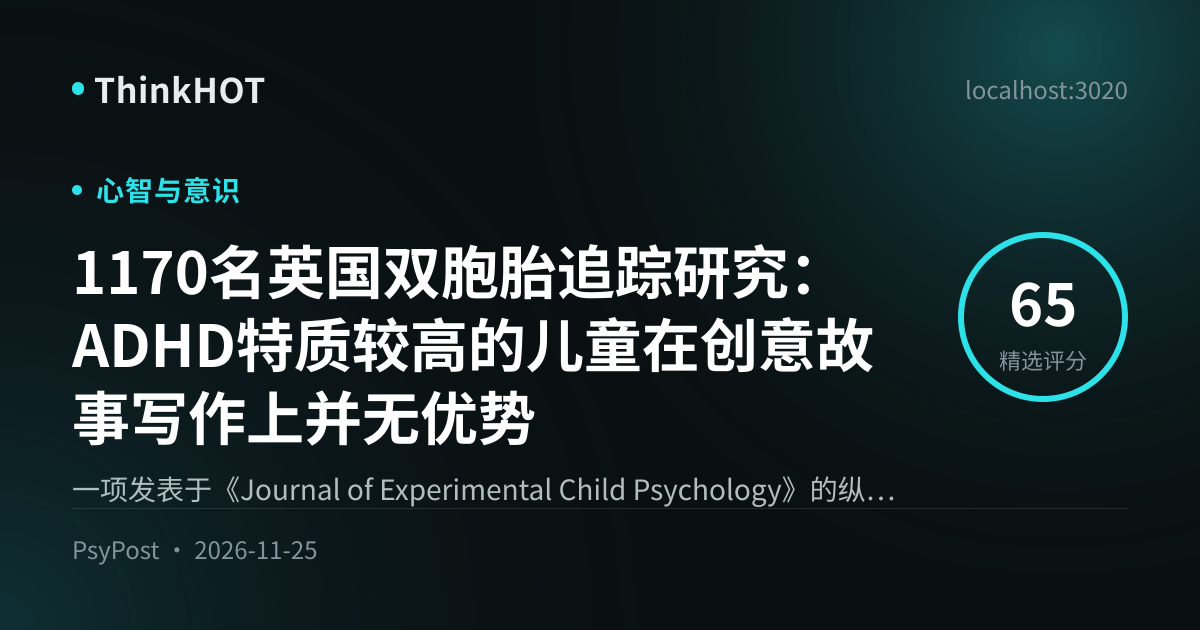 ThinkHOT
localhost:3020
心智与意识
1170名英国双胞胎追踪研究：
ADHD特质较高的儿童在创意故
事写作上并无优势
65
精选评分
一项发表于《Journal of Experimental Child Psychology》的纵…
PsyPost · 2026-11-25